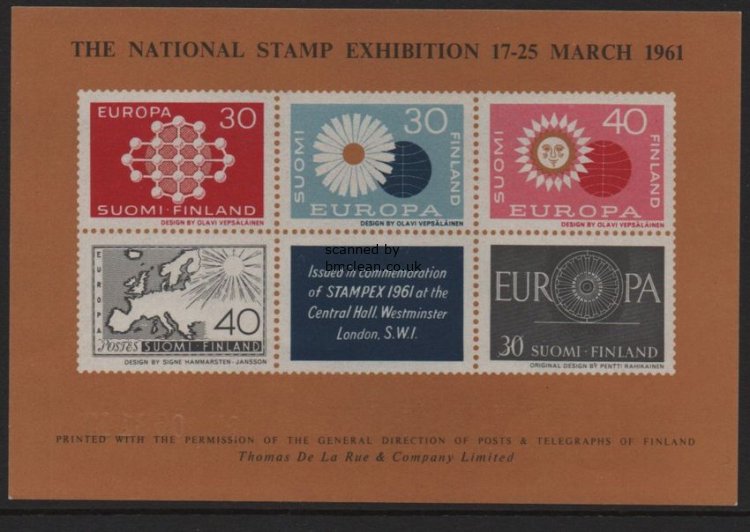 THE NATIONAL STAMP EXHIBITION 17-25 MARCH 1961
EUROPA 30
SUOMI·FINLAND
DESIGN BY OLAVI VEPSÄLÄINEN
30
SUOMI
FINLAND
EUROPA
DESIGN BY OLAVI VEPSÄLÄINEN
40
SUOMI
FINLAND
EUROPA
DESIGN BY OLAVI VEPSÄLÄINEN
EUROPA
40
POSTES SUOMI·FINLAND
DESIGN BY SIGNE HAMMARSTEN-JANSSON
scanned by
bmclean.co.uk
Issued in commemoration
of STAMPEX 1961 at the
Central Hall, Westminster
London, S.W.1.
EUROPA
30 SUOMI·FINLAND
ORIGINAL DESIGN BY PENTTI RAHIKAINEN
PRINTED WITH THE PERMISSION OF THE GENERAL DIRECTION OF POSTS & TELEGRAPHS OF FINLAND
Thomas De La Rue & Company Limited